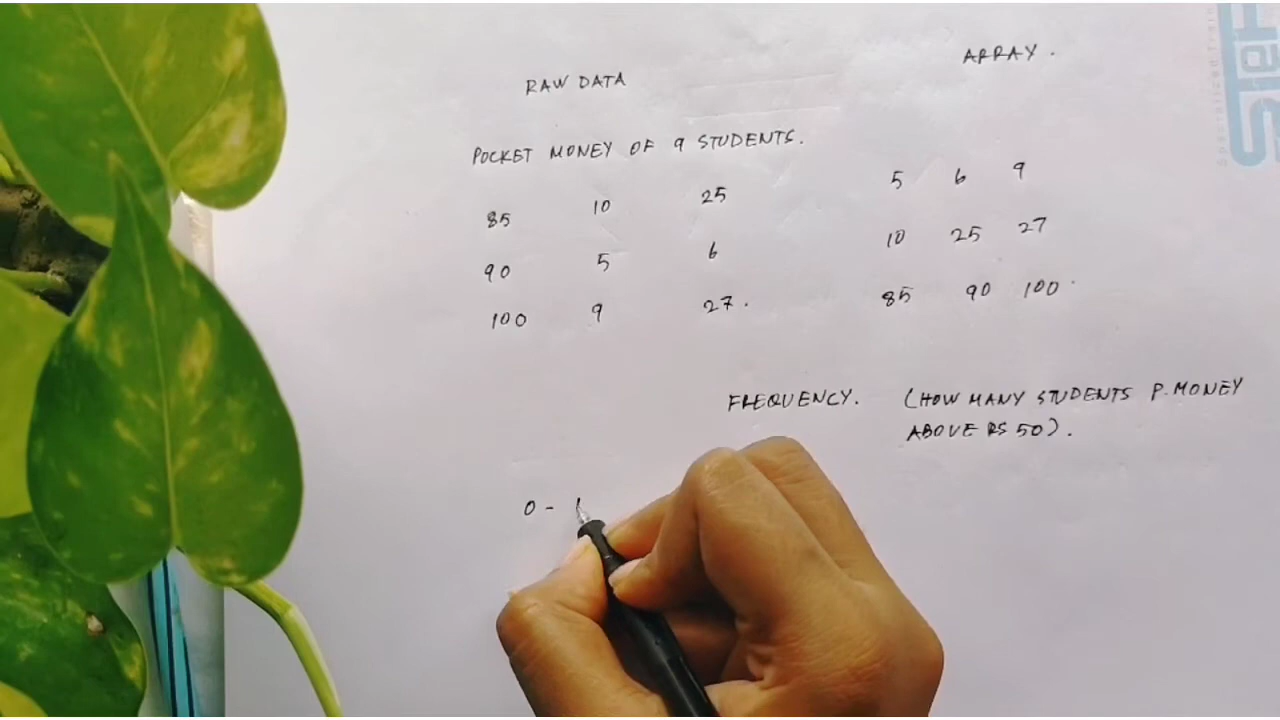 ARRAY.
RAW DATA
POCKET MONEY OF 9 STUDENTS.
85 10 25
90 5 6
100 9 27.
5 6 9
10 25 27
85 90 100.
FREQUENCY. (HOW MANY STUDENTS P. MONEY
ABOVE RS 50).
0 -